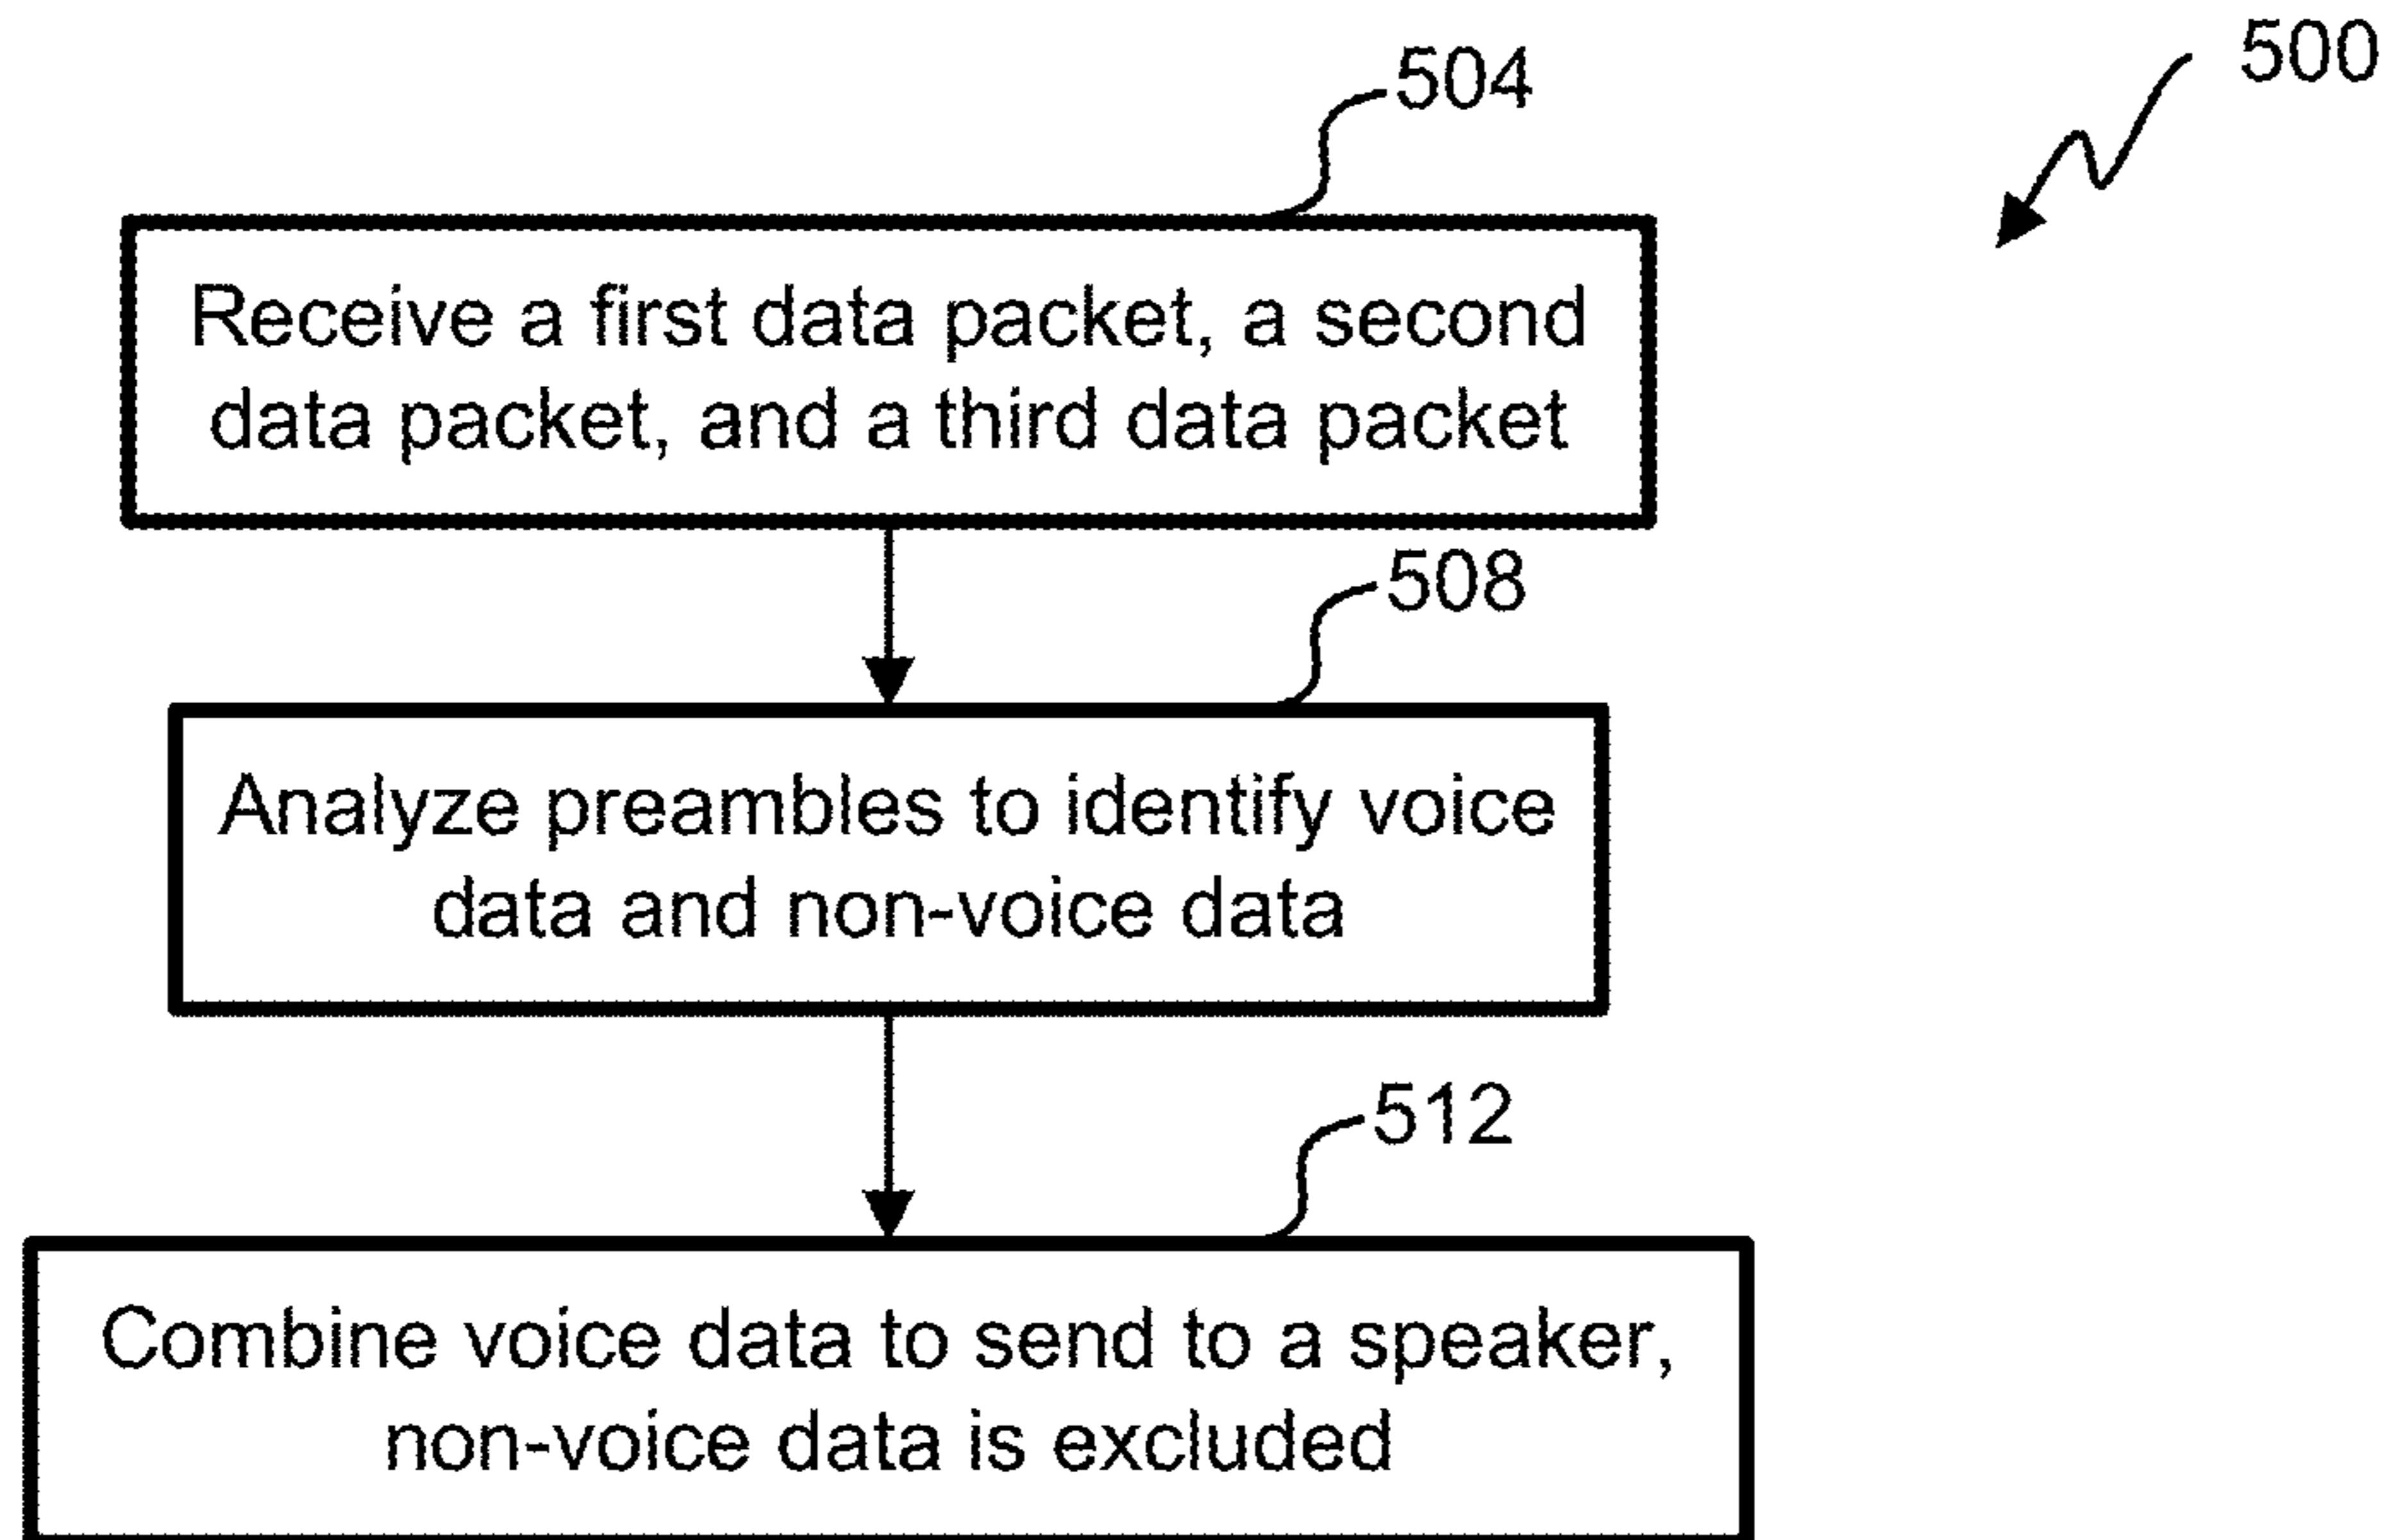 500
504
Receive a first data packet, a second
data packet, and a third data packet
508
Analyze preambles to identify voice
data and non-voice data
512
Combine voice data to send to a speaker,
non-voice data is excluded